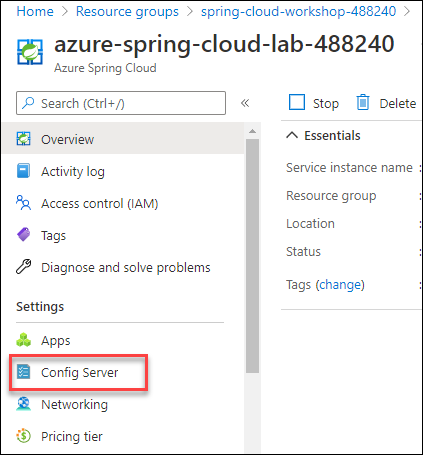 Home > Resource groups > spring-cloud-workshop-488240 >
azure-spring-cloud-lab-488240
Azure Spring Cloud
Search (Ctrl+/)
«
Stop
Delete
Overview
Activity log
Access control (IAM)
Tags
Diagnose and solve problems
Settings
Apps
Config Server
Networking
Pricing tier
Essentials
Service instance name :
Resource group :
Location :
Status :
Tags (change) :